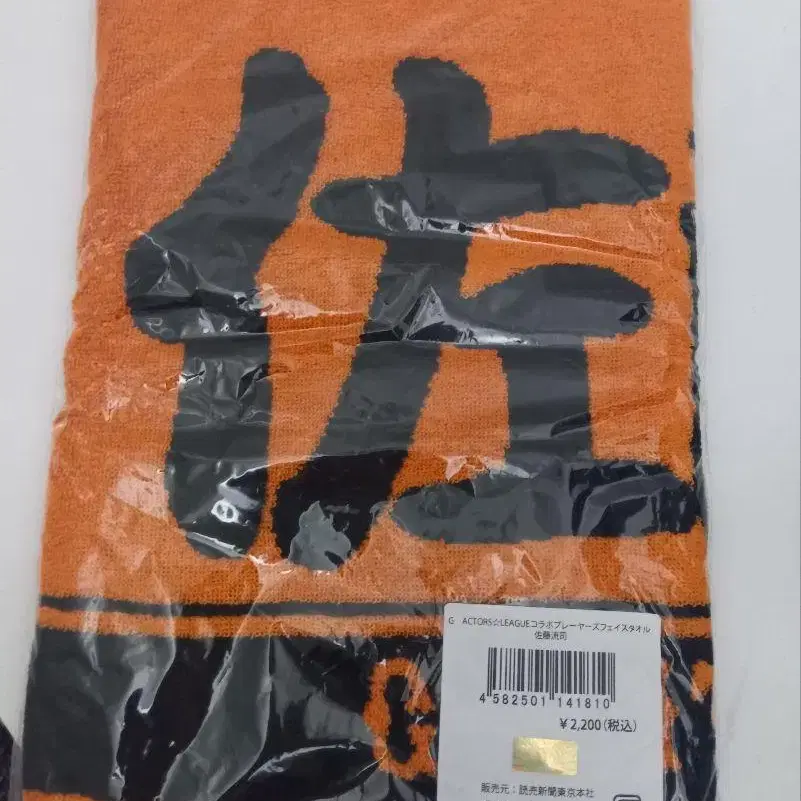 佐
G
G ACTORS☆LEAGUEコラボプレーヤーズフェイスタオル
佐藤流司
4 582501 141810
¥2,200(税込)
販売元：読売新聞東京本社